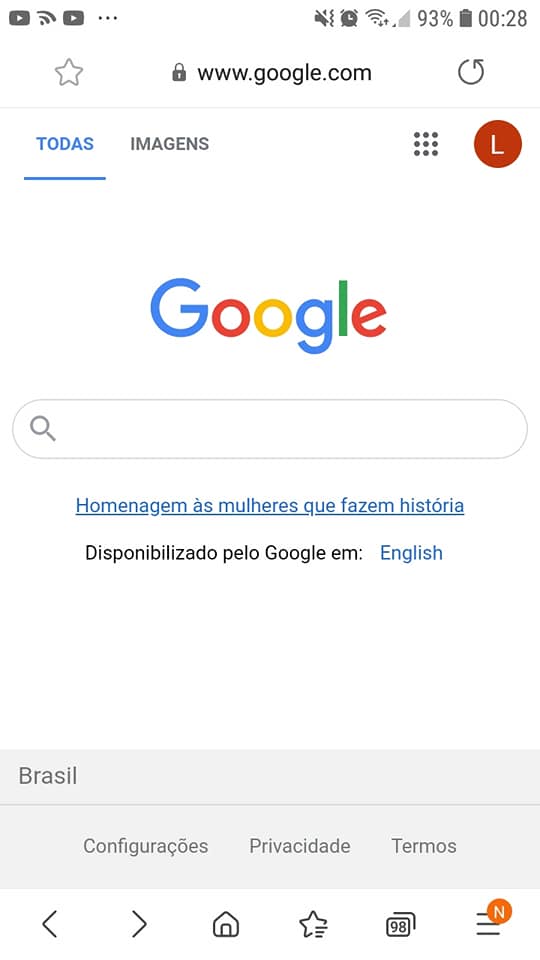 93% 00:28
www.google.com
TODAS IMAGENS L
Google
Homenagem às mulheres que fazem história
Disponibilizado pelo Google em: English
Brasil
Configurações Privacidade Termos
98 N